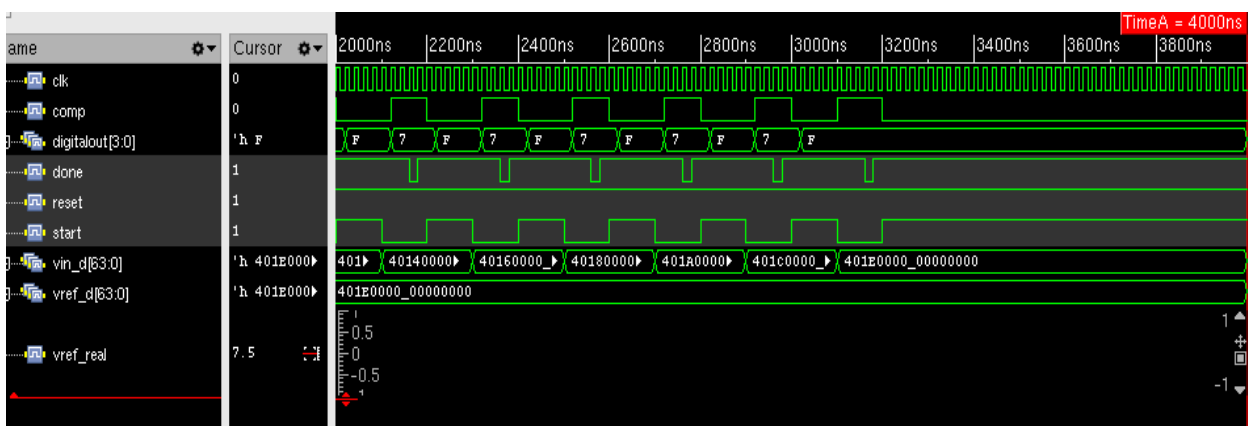 TimeA = 4000ns
ame Cursor 2000ns 2200ns 2400ns 2600ns 2800ns 3000ns 3200ns 3400ns 3600ns 3800ns
clk 0
comp 0
digitalout[3:0] 'h F F 7 F 7 F 7 F 7 F 7 F
done 1
reset 1
start 1
vin_d[63:0] 'h 401E000 401 40140000 40160000_ 40180000 401A0000 401C0000_ 401E0000_00000000
vref_d[63:0] 'h 401E000 401E0000_00000000
1 1
0.5
vref_real 7.5 0
-0.5
-1